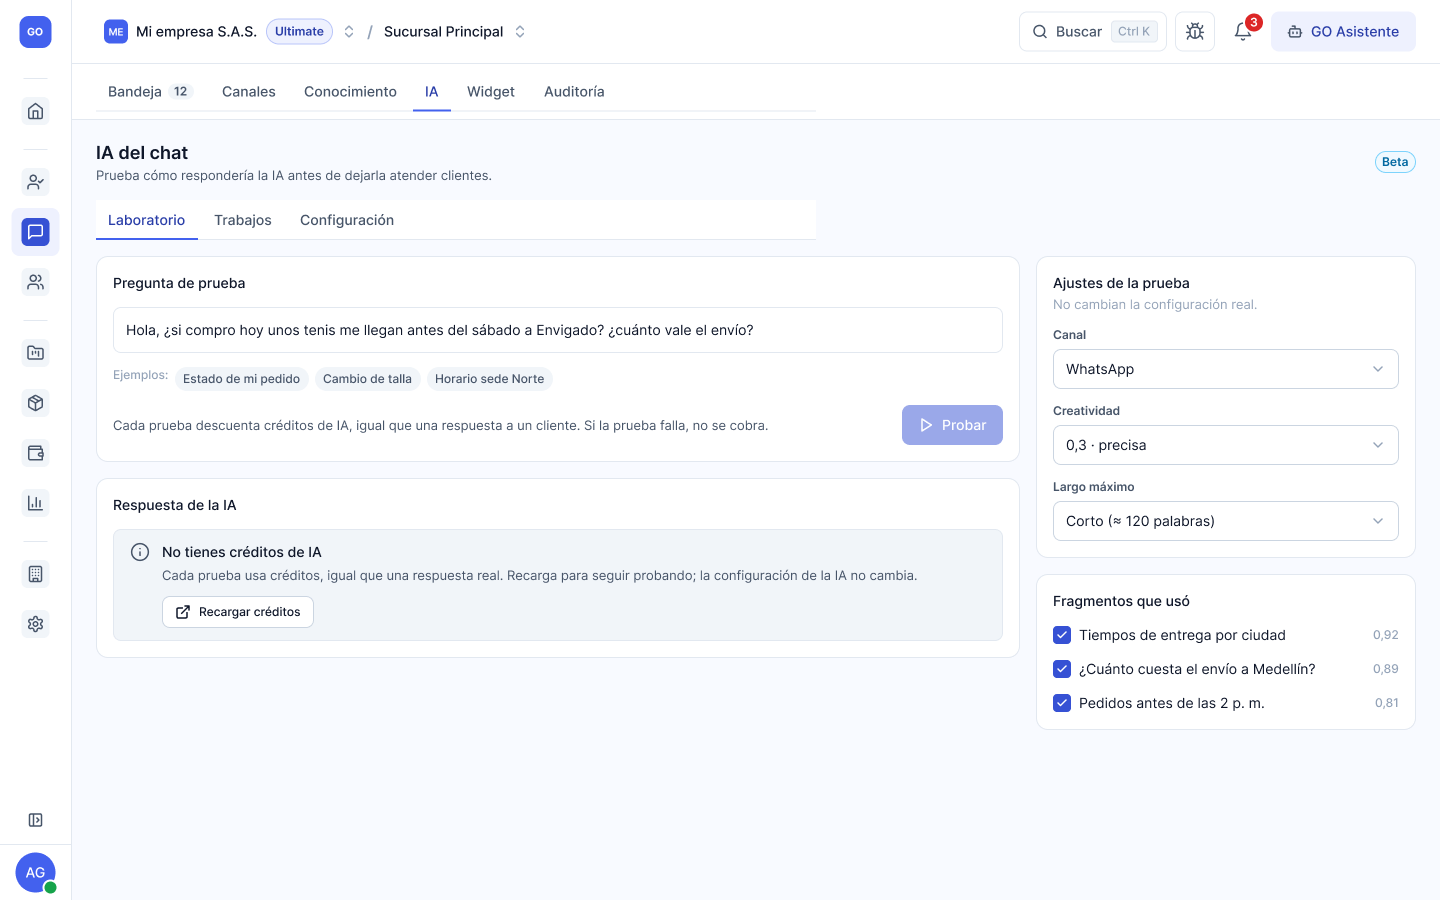 GO
ME Mi empresa S.A.S. Ultimate / Sucursal Principal
Buscar Ctrl K
3
GO Asistente
Bandeja 12 Canales Conocimiento IA Widget Auditoría
IA del chat
Prueba cómo respondería la IA antes de dejarla atender clientes.
Beta
Laboratorio Trabajos Configuración
Pregunta de prueba
Hola, ¿si compro hoy unos tenis me llegan antes del sábado a Envigado? ¿cuánto vale el envío?
Ejemplos: Estado de mi pedido Cambio de talla Horario sede Norte
Cada prueba descuenta créditos de IA, igual que una respuesta a un cliente. Si la prueba falla, no se cobra.
Probar
Respuesta de la IA
No tienes créditos de IA
Cada prueba usa créditos, igual que una respuesta real. Recarga para seguir probando; la configuración de la IA no cambia.
Recargar créditos
Ajustes de la prueba
No cambian la configuración real.
Canal
WhatsApp
Creatividad
0,3 · precisa
Largo máximo
Corto (≈ 120 palabras)
Fragmentos que usó
Tiempos de entrega por ciudad 0,92
¿Cuánto cuesta el envío a Medellín? 0,89
Pedidos antes de las 2 p. m. 0,81
AG